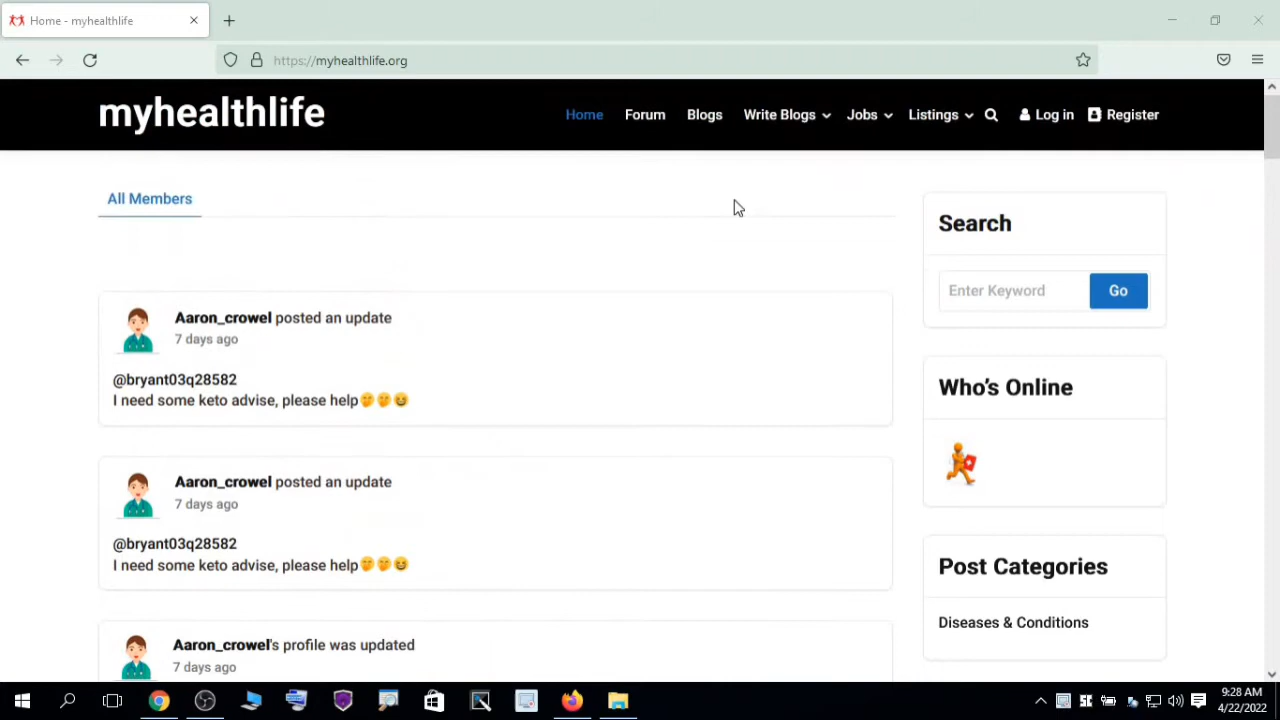 Home - myhealthlife
https://myhealthlife.org
myhealthlife
Home Forum Blogs Write Blogs Jobs Listings Log in Register
All Members
Aaron_crowel posted an update
7 days ago
@bryant03q28582
I need some keto advise, please help🤔🤔😆
Aaron_crowel posted an update
7 days ago
@bryant03q28582
I need some keto advise, please help🤔🤔😆
Aaron_crowel's profile was updated
7 days ago
Search
Enter Keyword Go
Who's Online
Post Categories
Diseases & Conditions
9:28 AM
4/22/2022